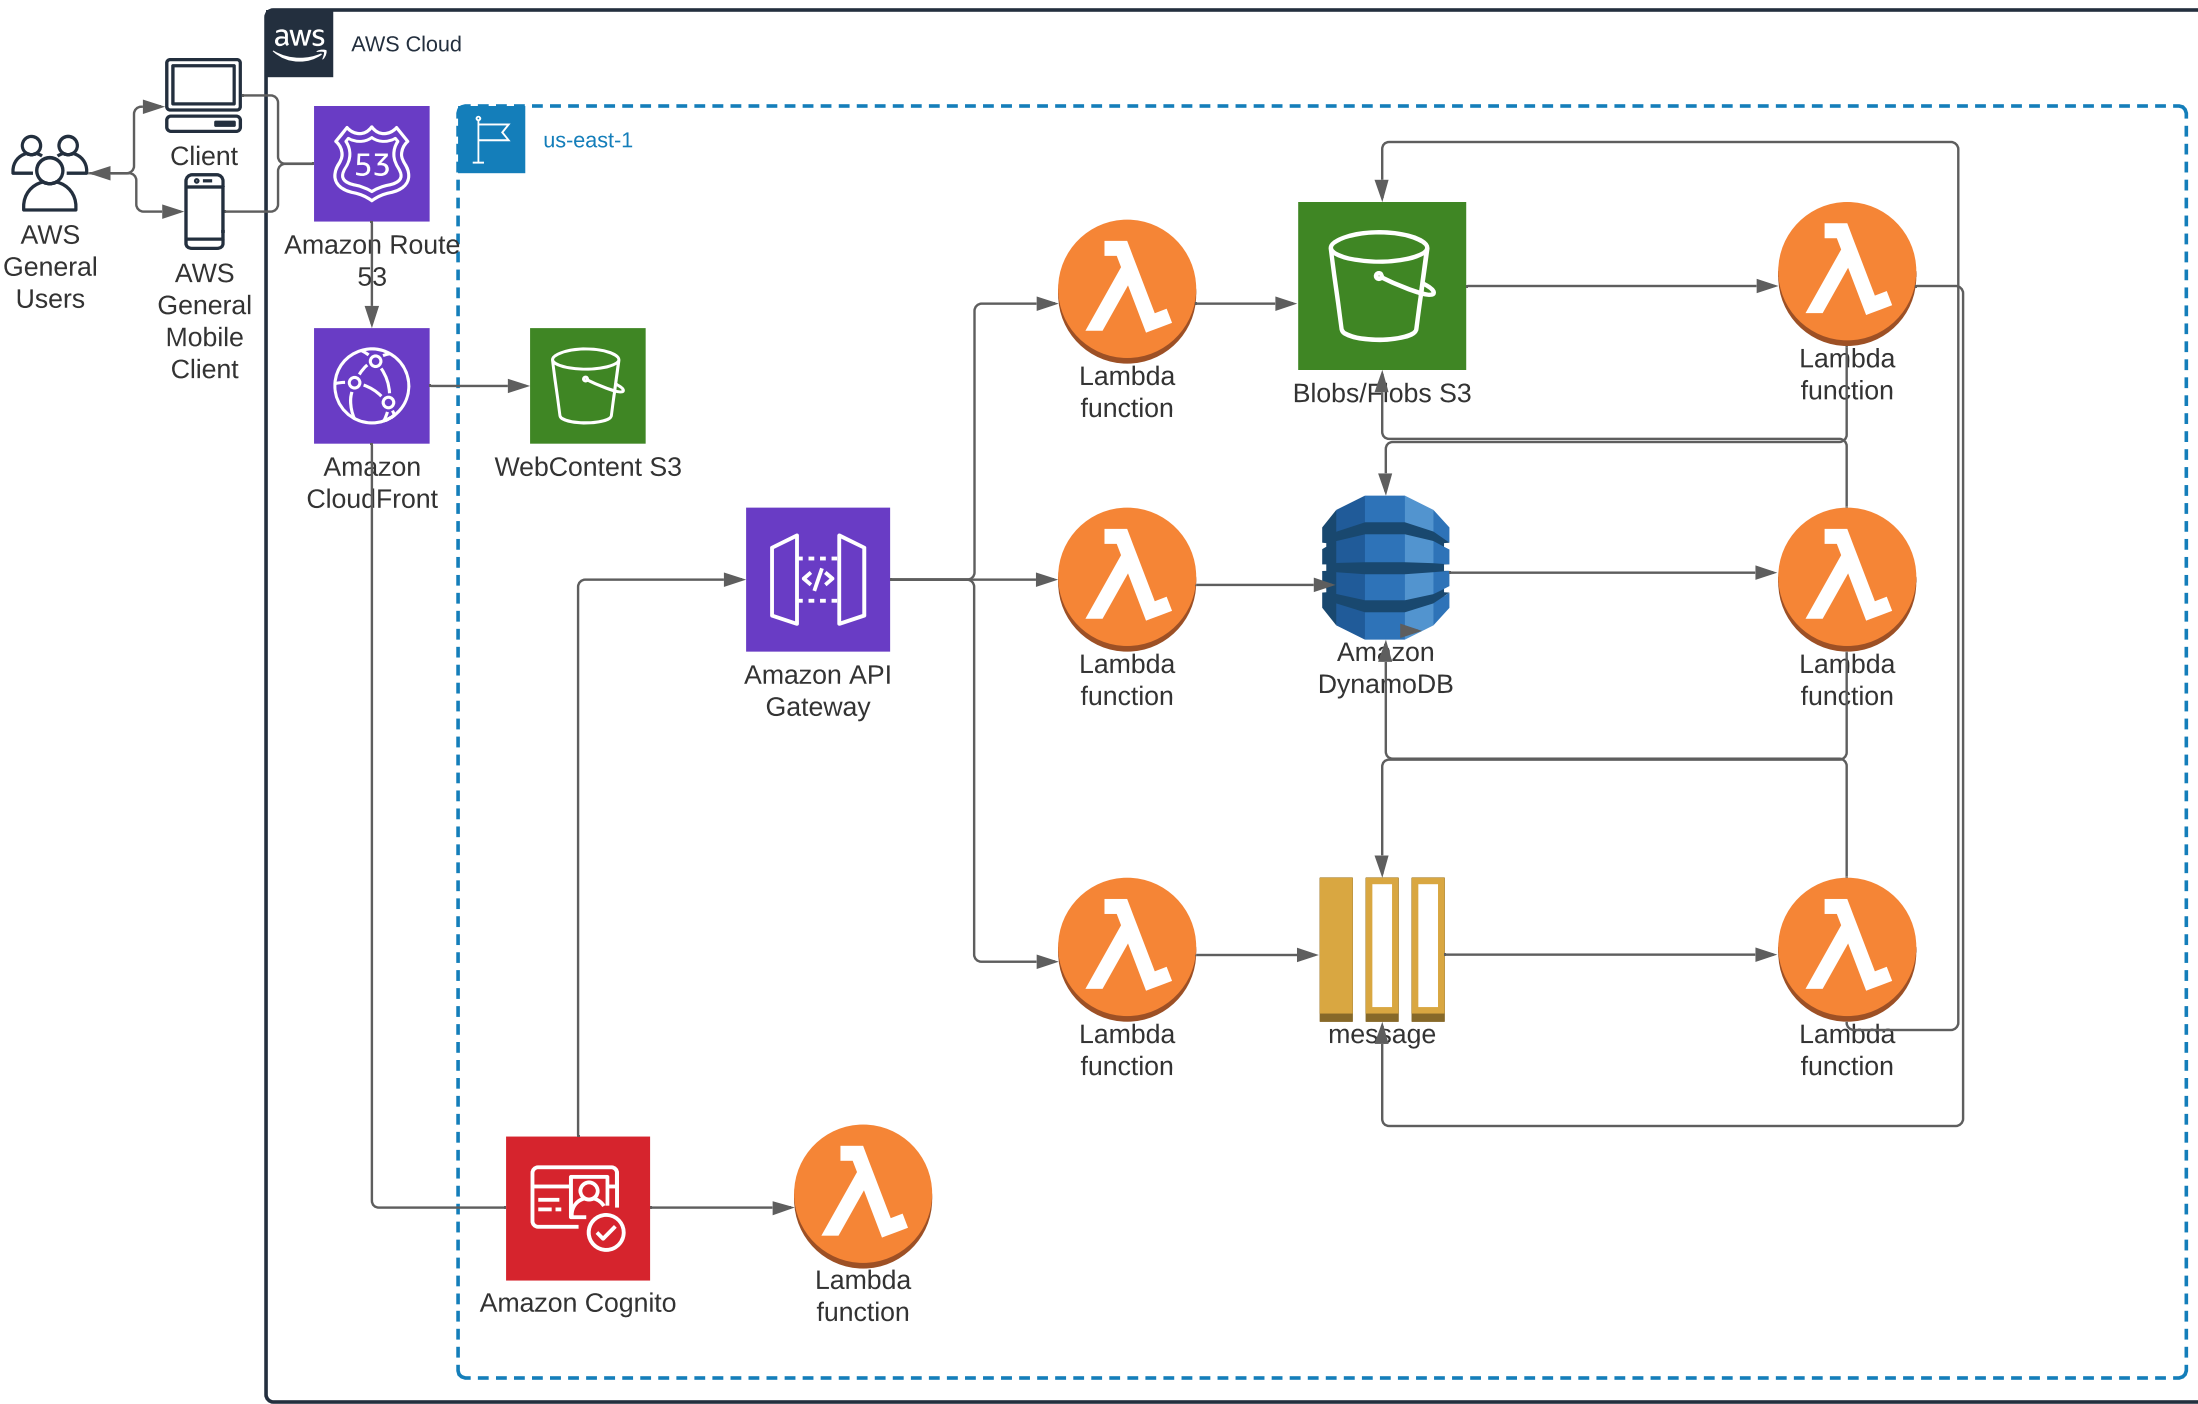 aws
AWS Cloud
Client
53
us-east-1
AWS
General
Users
Amazon Route
53
AWS
General
Mobile
Client
Lambda
function
Blobs/Flobs S3
Lambda
function
Amazon
CloudFront
WebContent S3
</>
Amazon API
Gateway
Lambda
function
Amazon
DynamoDB
Lambda
function
Lambda
function
message
Lambda
function
Amazon Cognito
Lambda
function